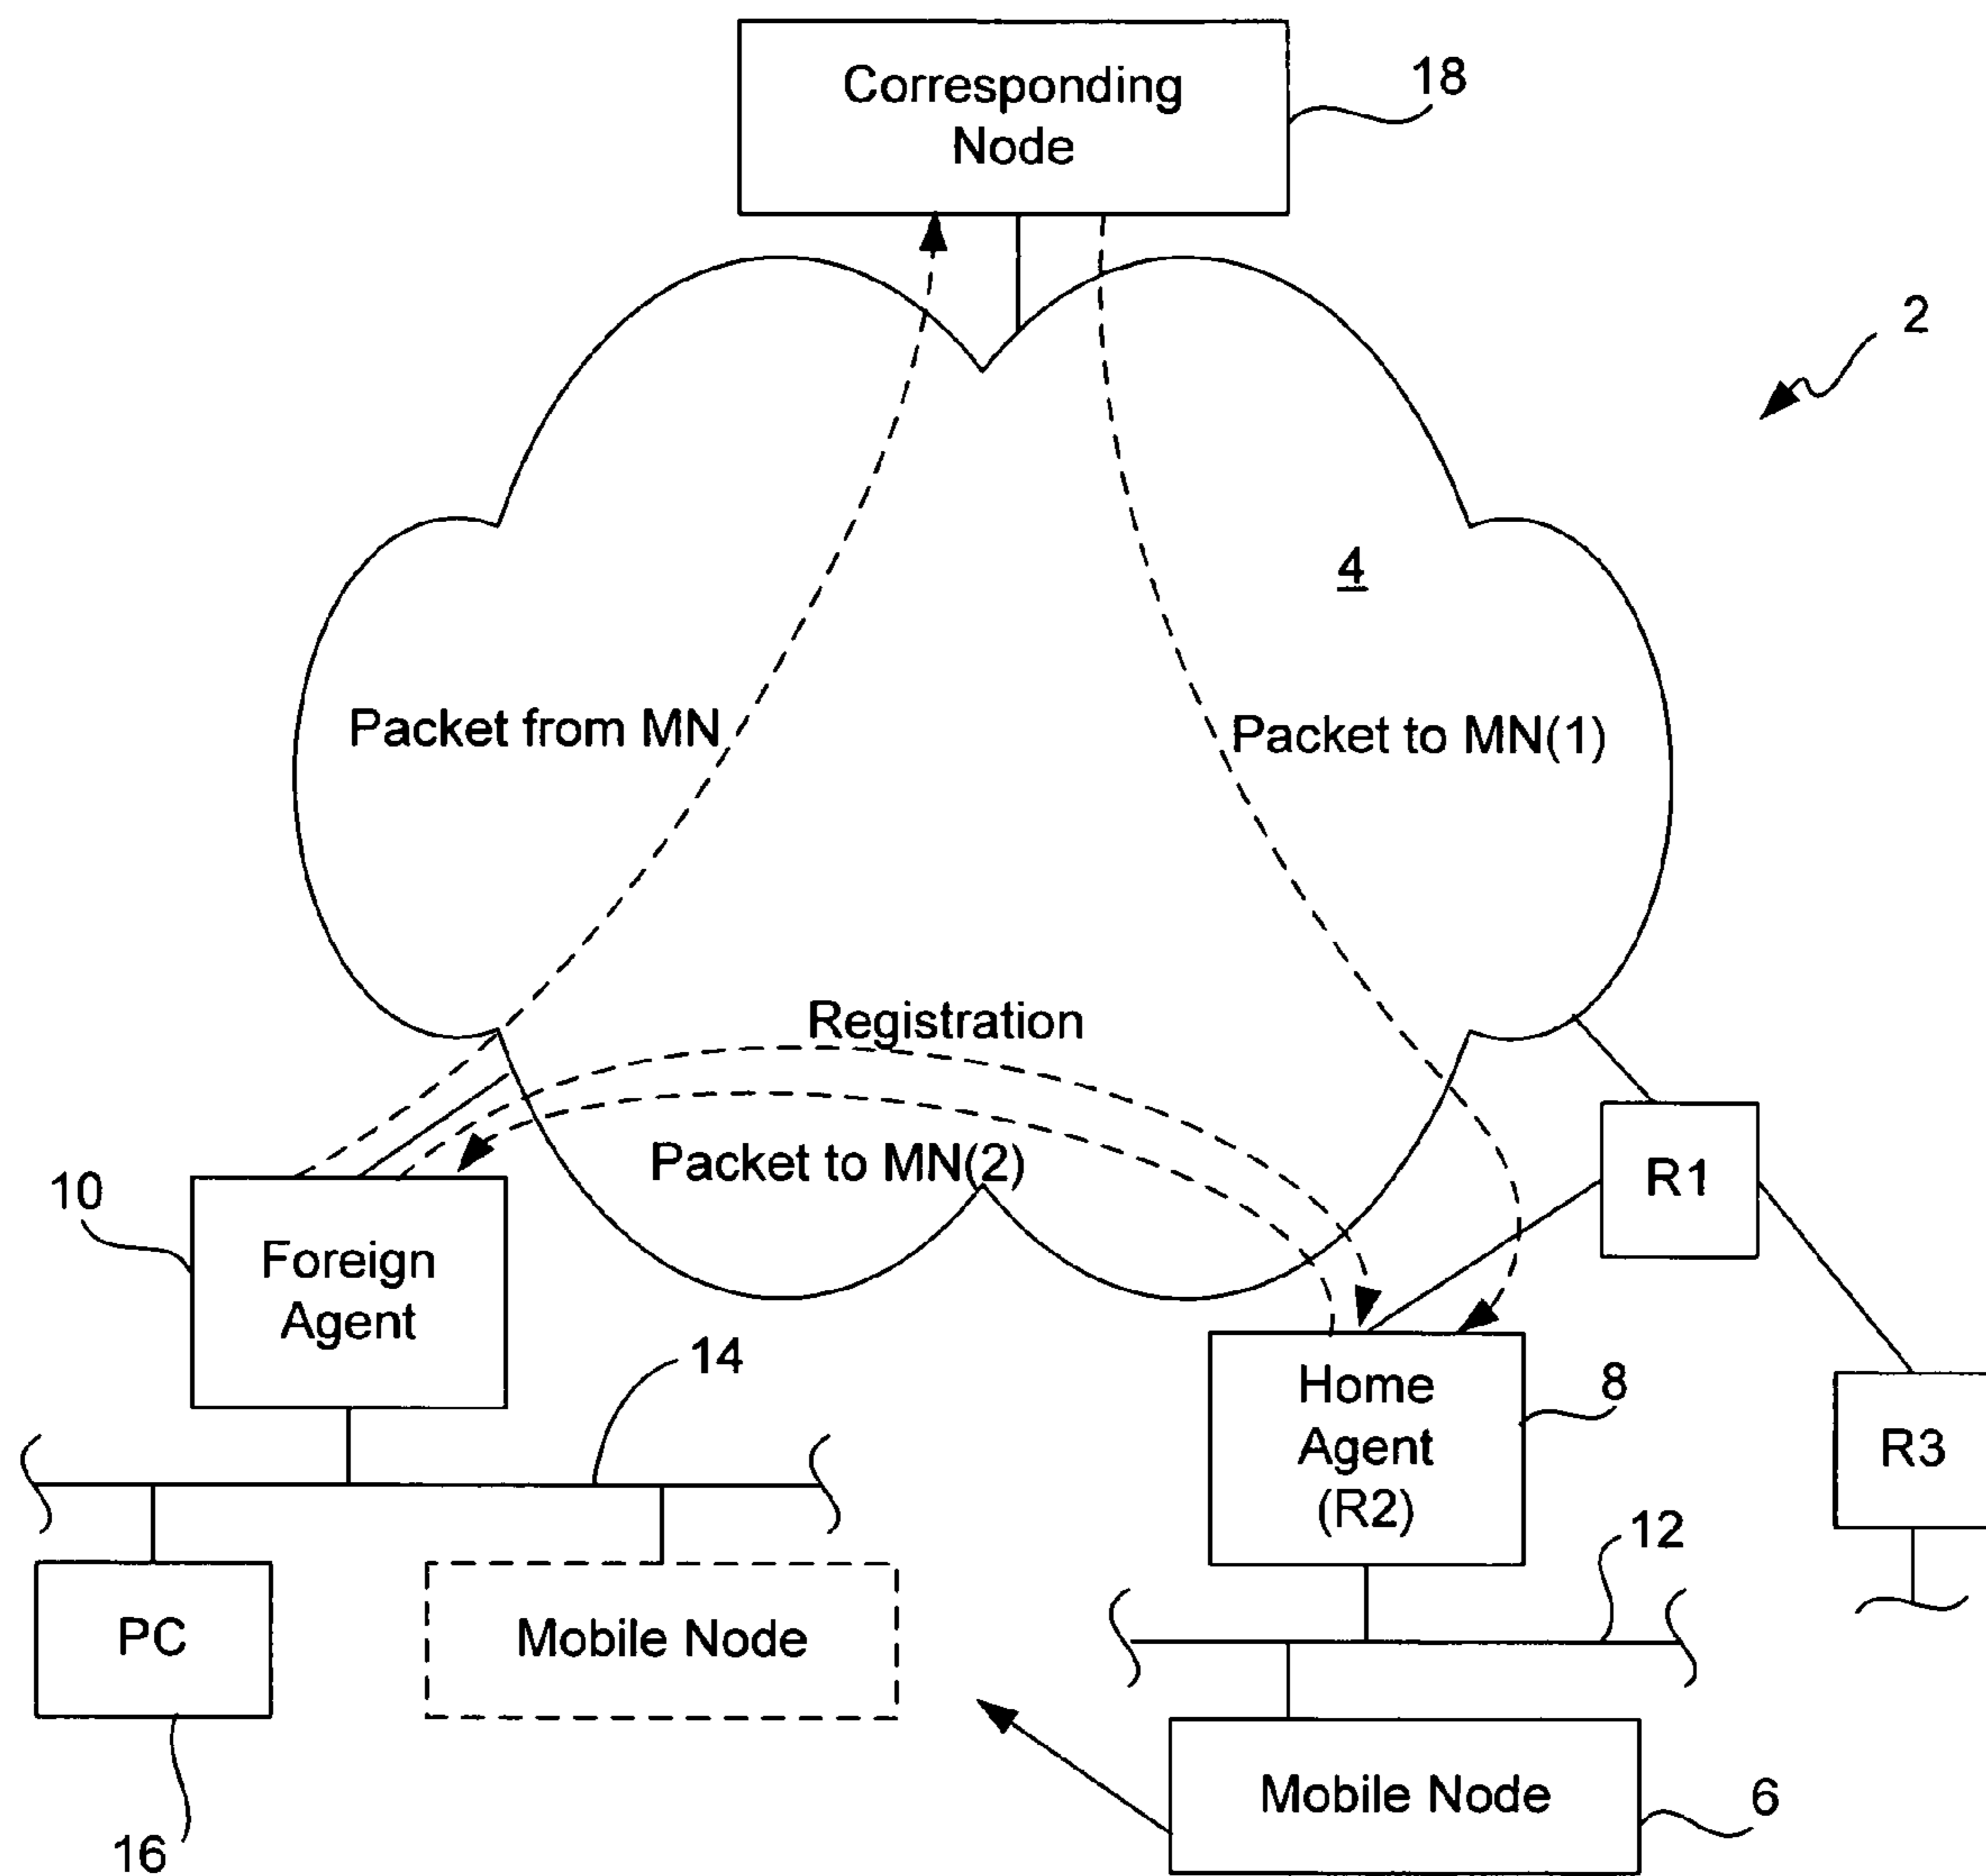 Corresponding
Node
18
2
4
Packet from MN
Packet to MN(1)
Registration
Packet to MN(2)
R1
10
Foreign
Agent
14
Home
Agent
(R2)
8
R3
12
PC
Mobile Node
Mobile Node
6
16